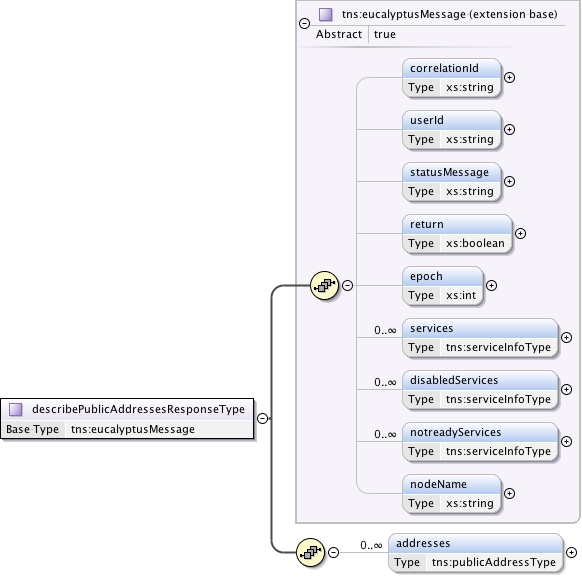 tns:eucalyptusMessage (extension base)
Abstract true
correlationId
Type xs:string
userId
Type xs:string
statusMessage
Type xs:string
return
Type xs:boolean
epoch
Type xs:int
0..∞ services
Type tns:serviceInfoType
0..∞ disabledServices
Type tns:serviceInfoType
0..∞ notreadyServices
Type tns:serviceInfoType
nodeName
Type xs:string
describePublicAddressesResponseType
Base Type tns:eucalyptusMessage
0..∞ addresses
Type tns:publicAddressType